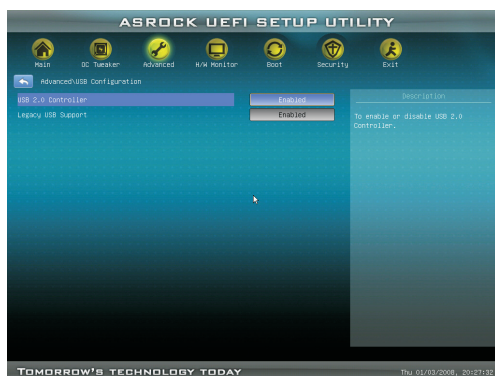 ASROCK UEFI SETUP UTILITY
Main OC Tweaker Advanced H/W Monitor Boot Security Exit
Advanced\USB Configuration
USB 2.0 Controller Enabled
Legacy USB Support Enabled
Description
To enable or disable USB 2.0
Controller.
TOMORROW'S TECHNOLOGY TODAY
Thu 01/03/2008, 20:27:32